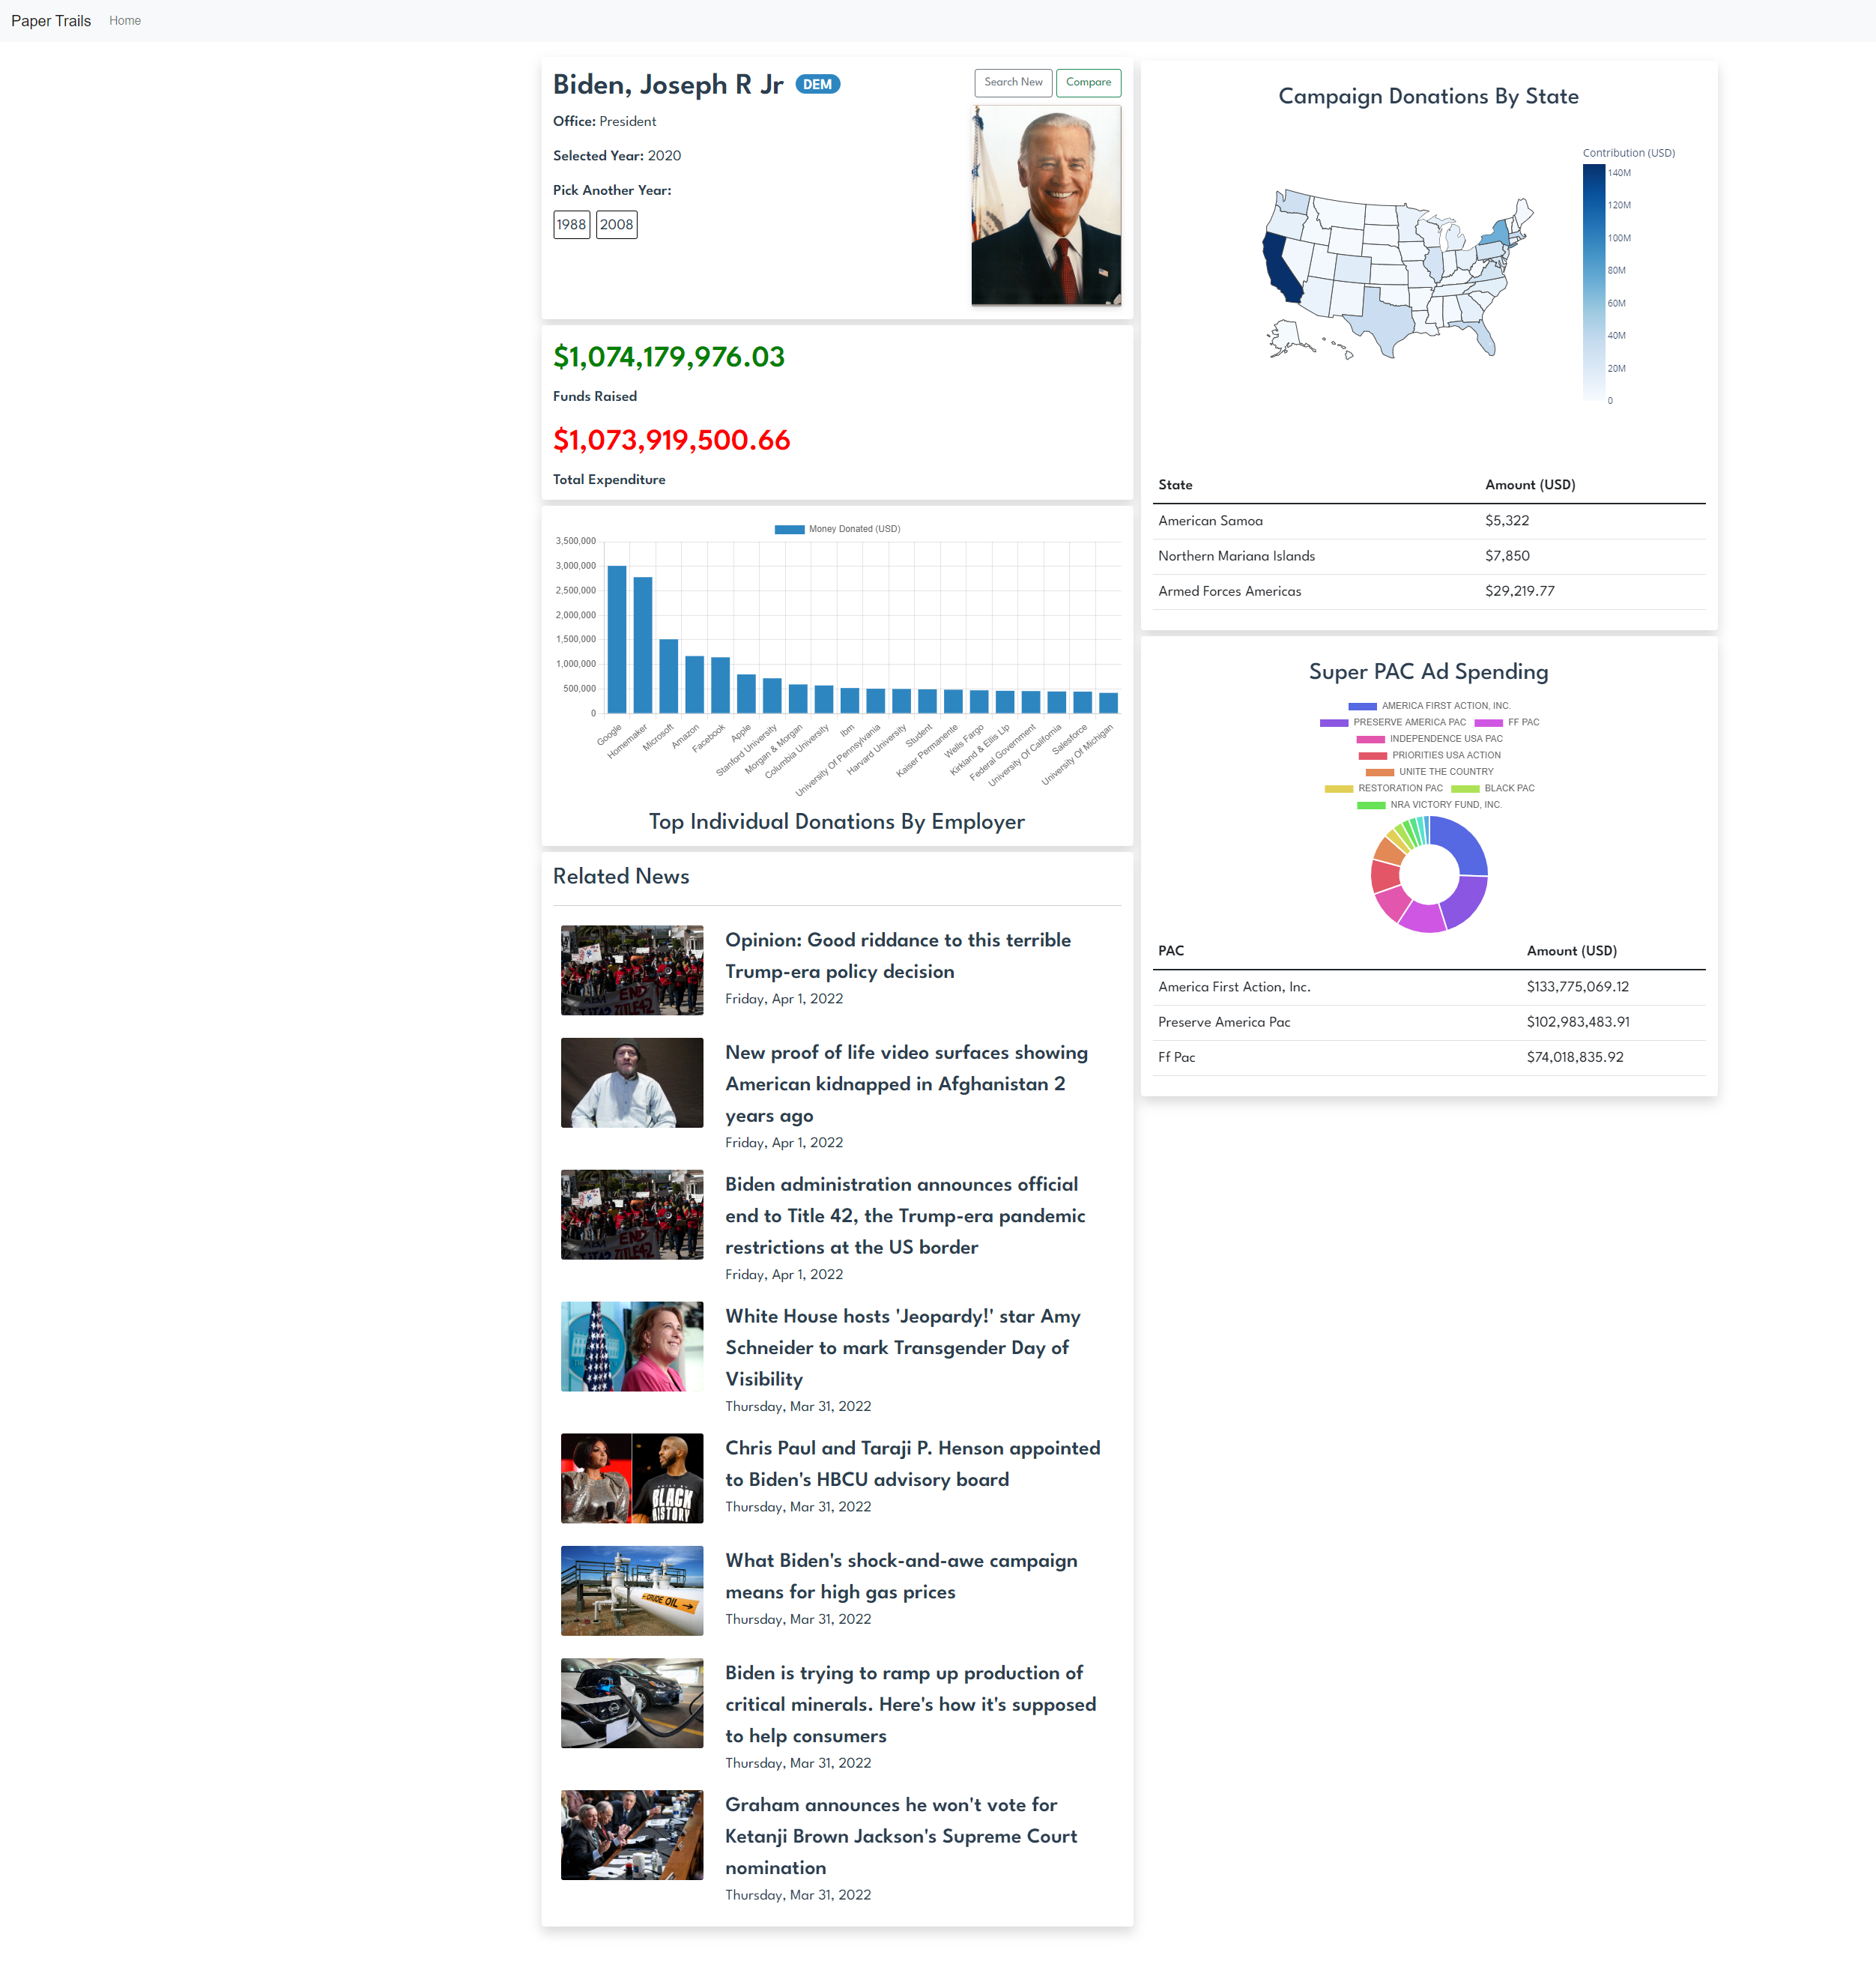 Paper Trails Home
Biden, Joseph R Jr DEM
Search New Compare
Office: President
Selected Year: 2020
Pick Another Year:
1988 2008
$1,074,179,976.03
Funds Raised
$1,073,919,500.66
Total Expenditure
Money Donated (USD)
3,500,000
3,000,000
2,500,000
2,000,000
1,500,000
1,000,000
500,000
0
Google
Homemaker
Microsoft
Amazon
Facebook
Apple
Stanford University
Morgan & Morgan
Columbia University
Ibm
University Of Pennsylvania
Harvard University
Student
Kaiser Permanente
Wells Fargo
Kirkland & Ellis Llp
Federal Government
University Of California
Salesforce
University Of Michigan
Top Individual Donations By Employer
Related News
END
TITLE42
Opinion: Good riddance to this terrible
Trump-era policy decision
Friday, Apr 1, 2022
New proof of life video surfaces showing
American kidnapped in Afghanistan 2
years ago
Friday, Apr 1, 2022
END
TITLE42
Biden administration announces official
end to Title 42, the Trump-era pandemic
restrictions at the US border
Friday, Apr 1, 2022
White House hosts 'Jeopardy!' star Amy
Schneider to mark Transgender Day of
Visibility
Thursday, Mar 31, 2022
BLACK
HISTORY
Chris Paul and Taraji P. Henson appointed
to Biden's HBCU advisory board
Thursday, Mar 31, 2022
CRUDE OIL
What Biden's shock-and-awe campaign
means for high gas prices
Thursday, Mar 31, 2022
Biden is trying to ramp up production of
critical minerals. Here's how it's supposed
to help consumers
Thursday, Mar 31, 2022
Graham announces he won't vote for
Ketanji Brown Jackson's Supreme Court
nomination
Thursday, Mar 31, 2022
Campaign Donations By State
Contribution (USD)
140M
120M
100M
80M
60M
40M
20M
0
State Amount (USD)
American Samoa $5,322
Northern Mariana Islands $7,850
Armed Forces Americas $29,219.77
Super PAC Ad Spending
AMERICA FIRST ACTION, INC.
PRESERVE AMERICA PAC FF PAC
INDEPENDENCE USA PAC
PRIORITIES USA ACTION
UNITE THE COUNTRY
RESTORATION PAC BLACK PAC
NRA VICTORY FUND, INC.
PAC Amount (USD)
America First Action, Inc. $133,775,069.12
Preserve America Pac $102,983,483.91
Ff Pac $74,018,835.92